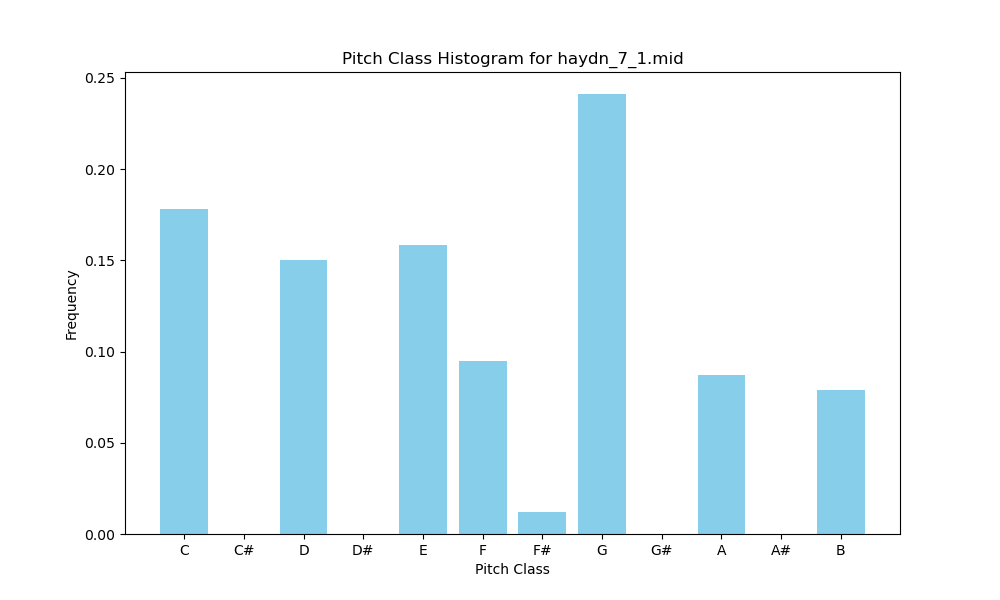 Pitch Class Histogram for haydn_7_1.mid
0.25
0.20
0.15
0.10
0.05
0.00
Frequency
C C# D D# E F F# G G# A A# B
Pitch Class